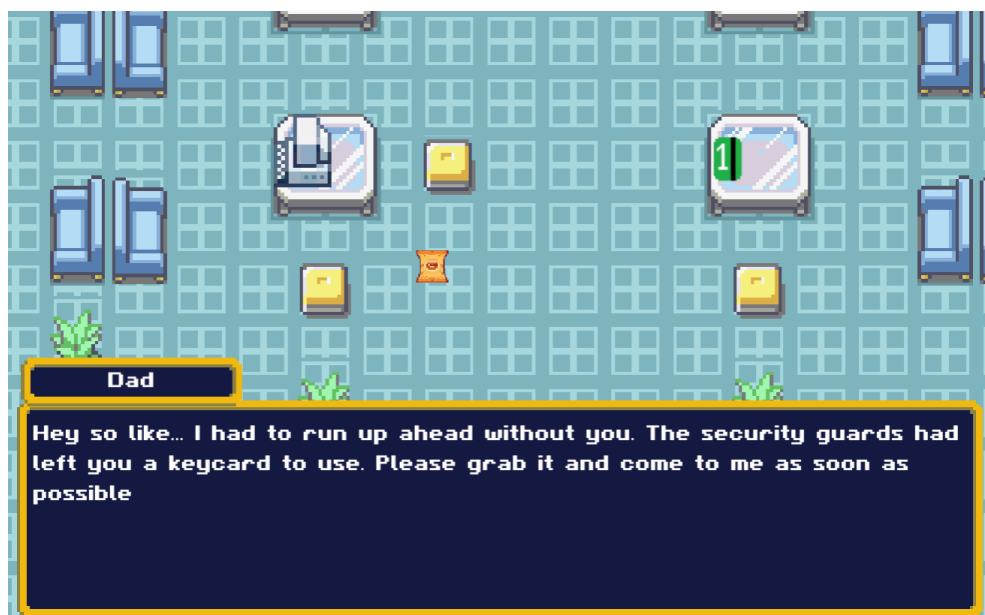 1
Dad
Hey so like... I had to run up ahead without you. The security guards had
left you a keycard to use. Please grab it and come to me as soon as
possible